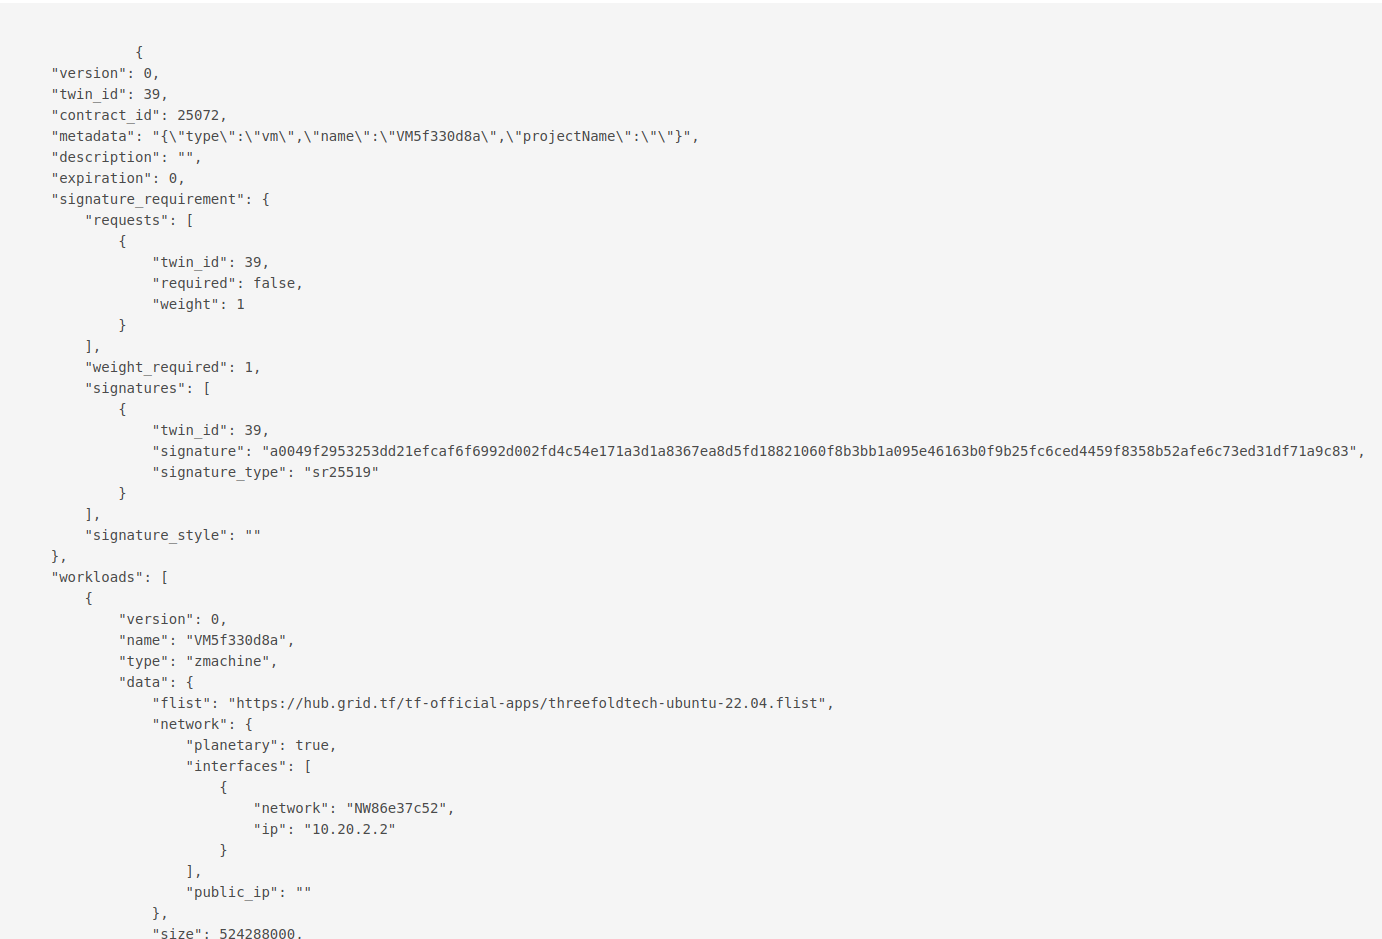 {
"version": 0,
"twin_id": 39,
"contract_id": 25072,
"metadata": "{\"type\":\"vm\",\"name\":\"VM5f330d8a\",\"projectName\":\"\"}",
"description": "",
"expiration": 0,
"signature_requirement": {
"requests": [
{
"twin_id": 39,
"required": false,
"weight": 1
}
],
"weight_required": 1,
"signatures": [
{
"twin_id": 39,
"signature": "a0049f2953253dd21efcaf6f6992d002fd4c54e171a3d1a8367ea8d5fd18821060f8b3bb1a095e46163b0f9b25fc6ced4459f8358b52afe6c73ed31df71a9c83",
"signature_type": "sr25519"
}
],
"signature_style": ""
},
"workloads": [
{
"version": 0,
"name": "VM5f330d8a",
"type": "zmachine",
"data": {
"flist": "https://hub.grid.tf/tf-official-apps/threefoldtech-ubuntu-22.04.flist",
"network": {
"planetary": true,
"interfaces": [
{
"network": "NW86e37c52",
"ip": "10.20.2.2"
}
],
"public_ip": ""
},
"size": 524288000,